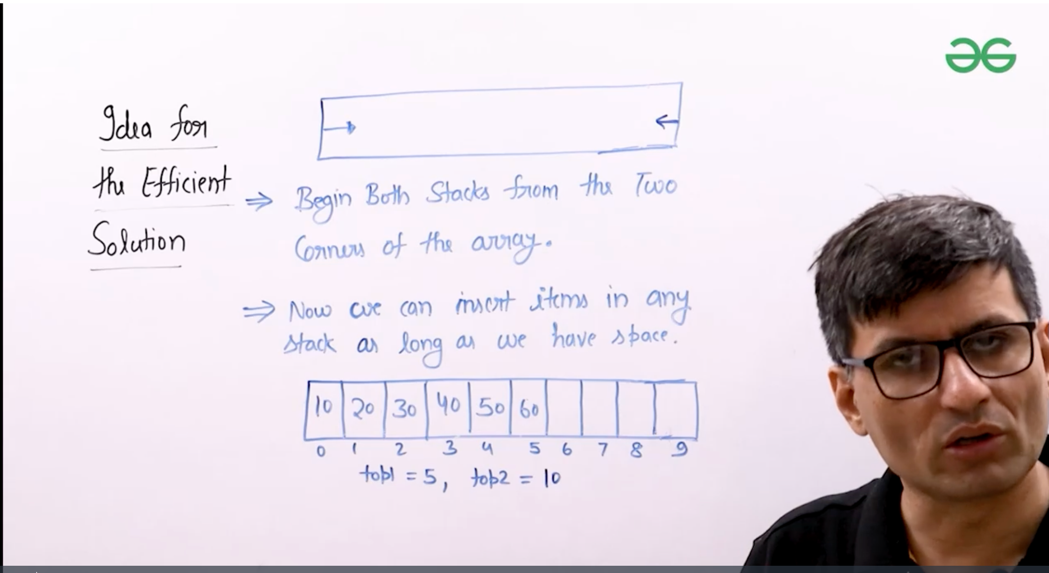 Idea for
the Efficient
Solution
⇒ Begin Both Stacks from the Two
Corners of the array.
⇒ Now we can insert items in any
stack as long as we have space.
10 20 30 40 50 60
0 1 2 3 4 5 6 7 8 9
top1 = 5, top2 = 10